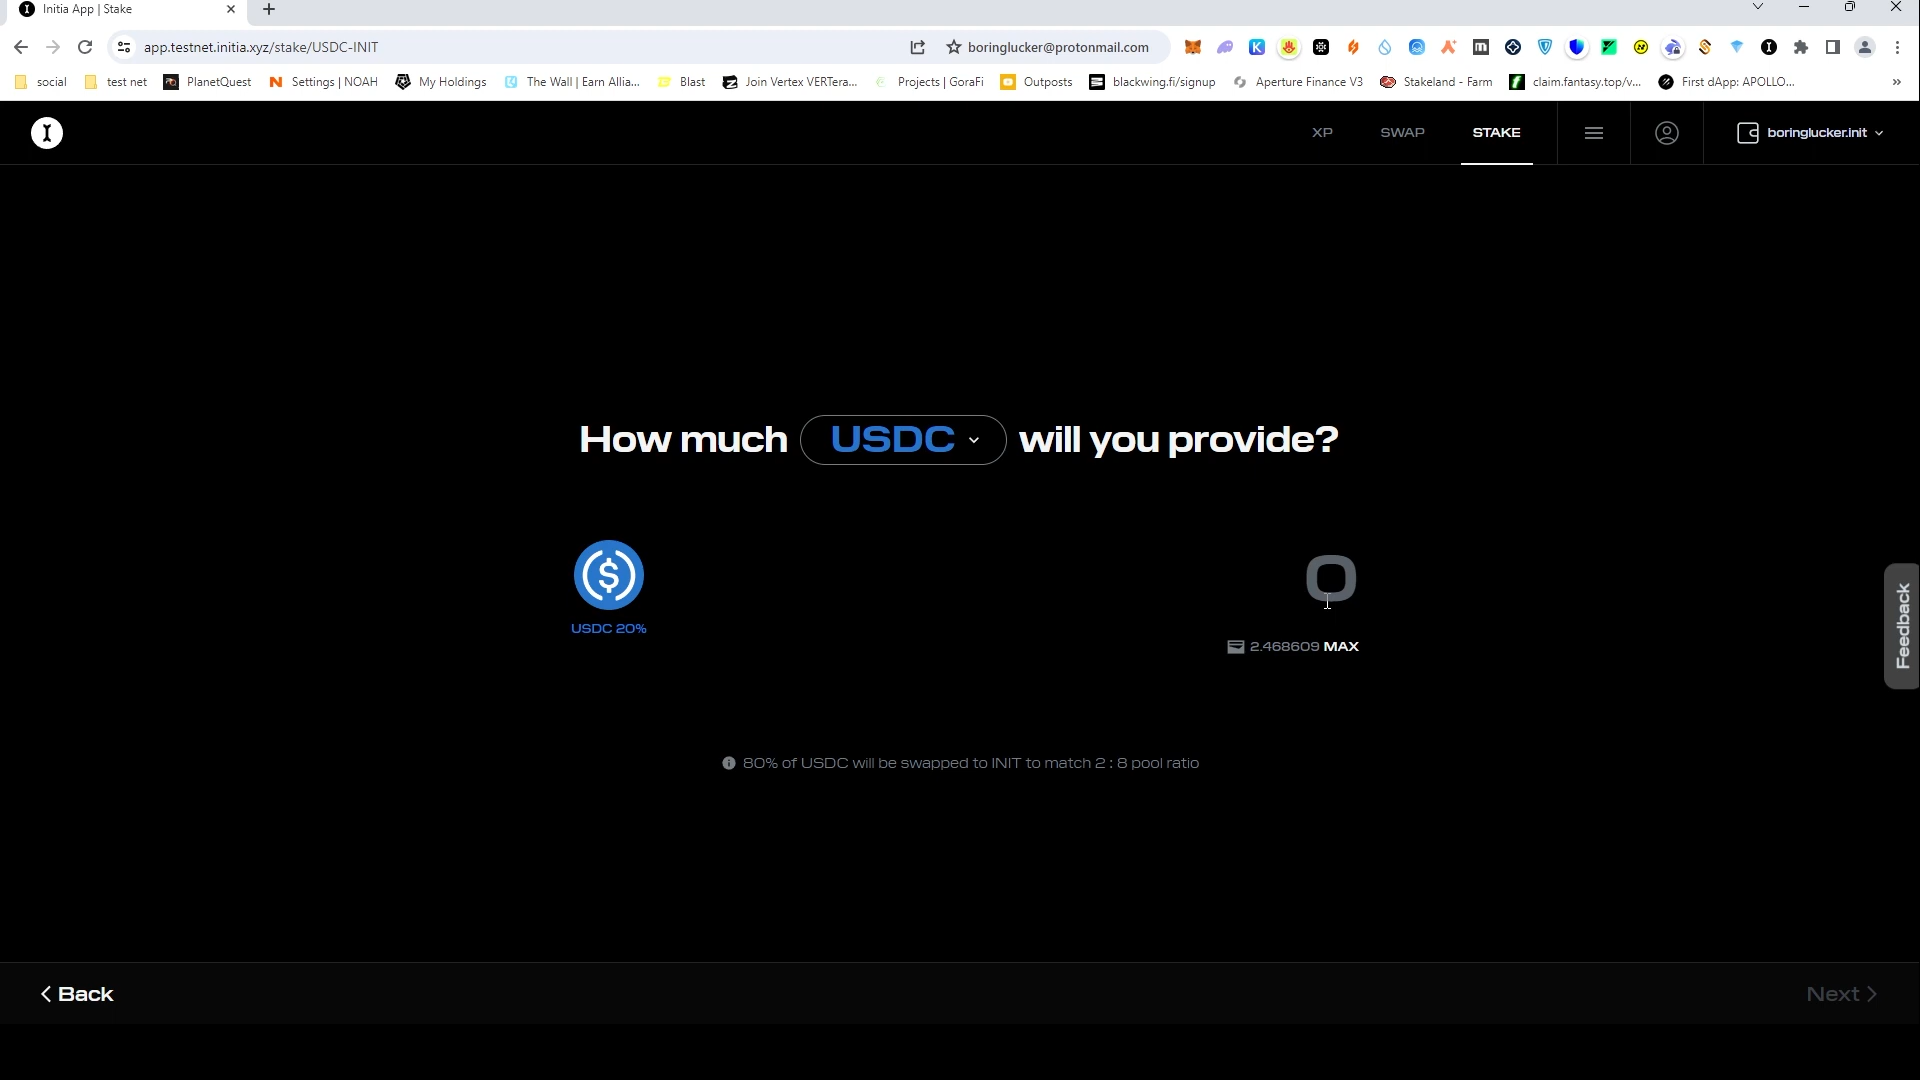 Initia App | Stake
app.testnet.initia.xyz/stake/USDC-INIT
boringlucker@protonmail.com
social
test net
PlanetQuest
Settings | NOAH
My Holdings
The Wall | Earn Allia...
Blast
Join Vertex VERTera...
Projects | GoraFi
Outposts
blackwing.fi/signup
Aperture Finance V3
Stakeland - Farm
claim.fantasy.top/v...
First dApp: APOLLO...
XP
SWAP
STAKE
boringlucker.init
How much USDC will you provide?
USDC 20%
0
2.468609 MAX
Feedback
80% of USDC will be swapped to INIT to match 2 : 8 pool ratio
Back
Next